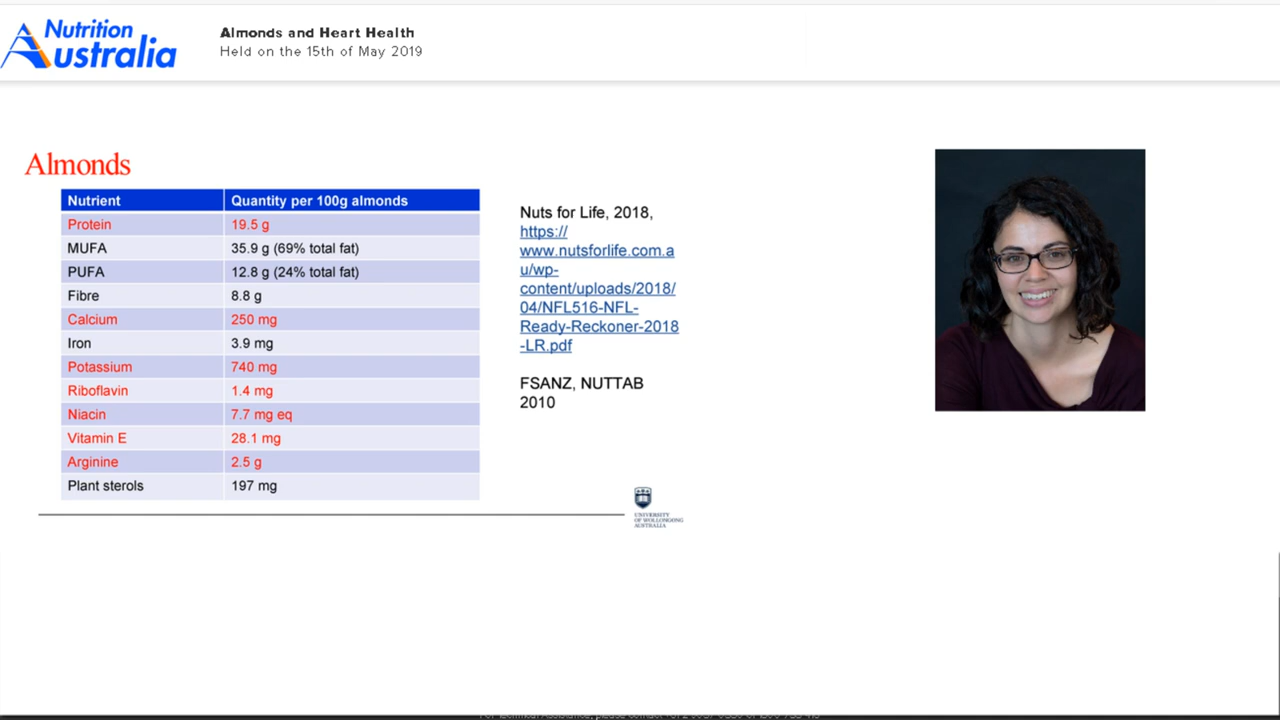 Nutrition
Australia
Almonds and Heart Health
Held on the 15th of May 2019
Almonds
Nutrient Quantity per 100g almonds
Protein 19.5 g
MUFA 35.9 g (69% total fat)
PUFA 12.8 g (24% total fat)
Fibre 8.8 g
Calcium 250 mg
Iron 3.9 mg
Potassium 740 mg
Riboflavin 1.4 mg
Niacin 7.7 mg eq
Vitamin E 28.1 mg
Arginine 2.5 g
Plant sterols 197 mg
Nuts for Life, 2018,
https://
www.nutsforlife.com.a
u/wp-
content/uploads/2018/
04/NFL516-NFL-
Ready-Reckoner-2018
-LR.pdf
FSANZ, NUTTAB
2010
UNIVERSITY
OF WOLLONGONG
AUSTRALIA